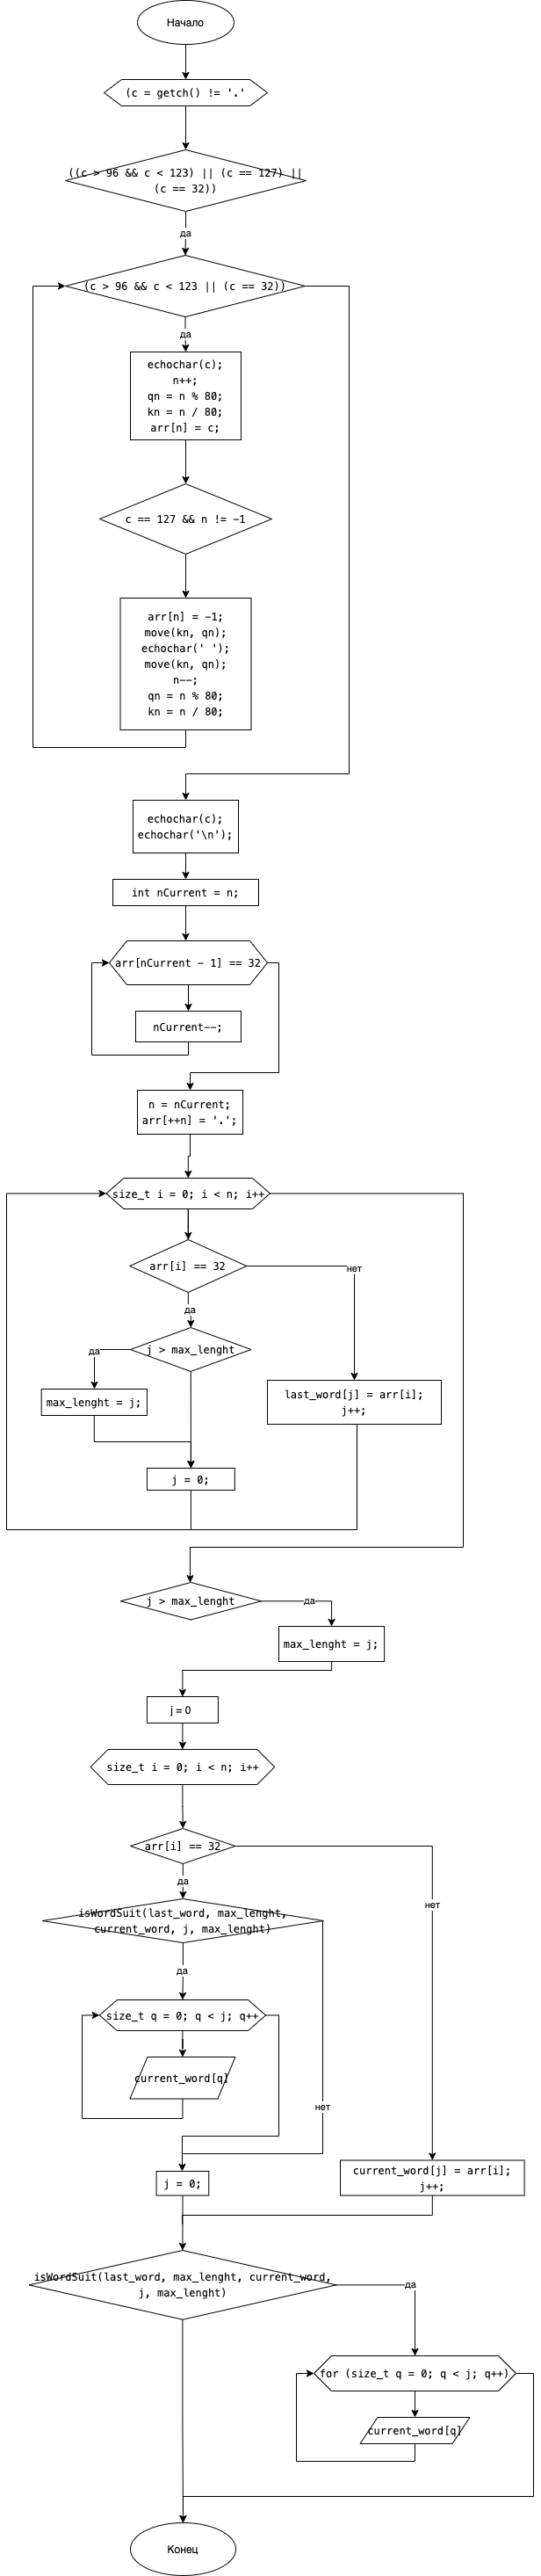 Начало
(c = getch() != '.'
((c > 96 && c < 123) || (c == 127) ||
(c == 32))
да
(c > 96 && c < 123 || (c == 32))
да
echochar(c);
n++;
qn = n % 80;
kn = n / 80;
arr[n] = c;
c == 127 && n != -1
arr[n] = -1;
move(kn, qn);
echochar(' ');
move(kn, qn);
n--;
qn = n % 80;
kn = n / 80;
echochar(c);
echochar('\n');
int nCurrent = n;
arr[nCurrent - 1] == 32
nCurrent--;
n = nCurrent;
arr[++n] = '.';
size_t i = 0; i < n; i++
arr[i] == 32
нет
да
j > max_lenght
да
max_lenght = j;
last_word[j] = arr[i];
j++;
j = 0;
j > max_lenght
да
max_lenght = j;
j = 0
size_t i = 0; i < n; i++
arr[i] == 32
да
нет
isWordSuit(last_word, max_lenght,
current_word, j, max_lenght)
да
size_t q = 0; q < j; q++
current_word[q]
нет
j = 0;
current_word[j] = arr[i];
j++;
isWordSuit(last_word, max_lenght, current_word,
j, max_lenght)
да
for (size_t q = 0; q < j; q++)
current_word[q]
Конец